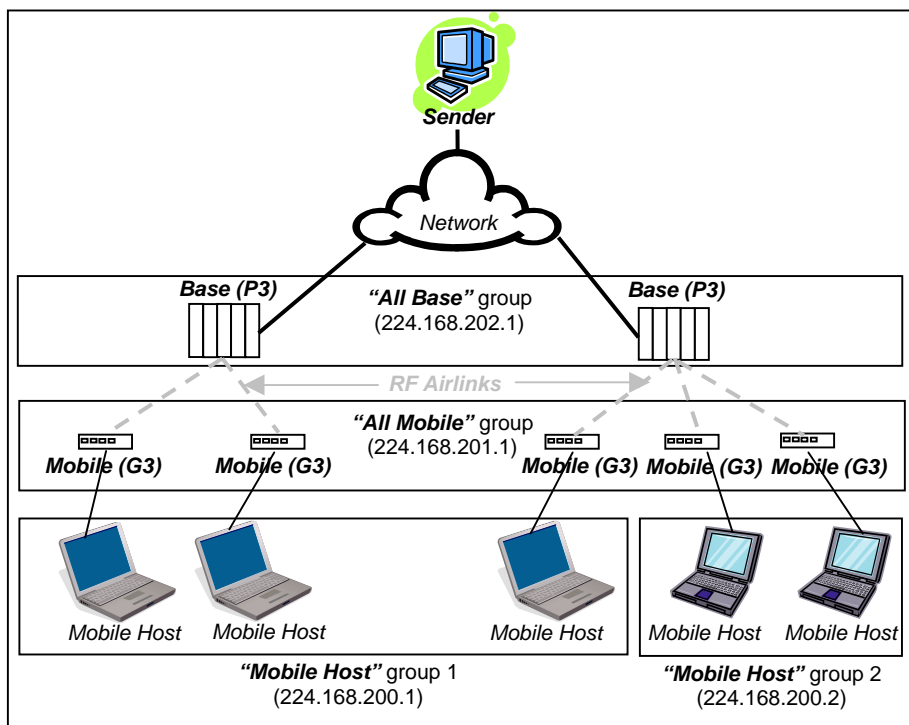 Sender
Network
Base (P3)
“All Base” group
(224.168.202.1)
Base (P3)
RF Airlinks
“All Mobile” group
(224.168.201.1)
Mobile (G3)
Mobile (G3)
Mobile (G3)
Mobile (G3)
Mobile (G3)
Mobile Host
Mobile Host
Mobile Host
Mobile Host
Mobile Host
“Mobile Host” group 1
(224.168.200.1)
“Mobile Host” group 2
(224.168.200.2)